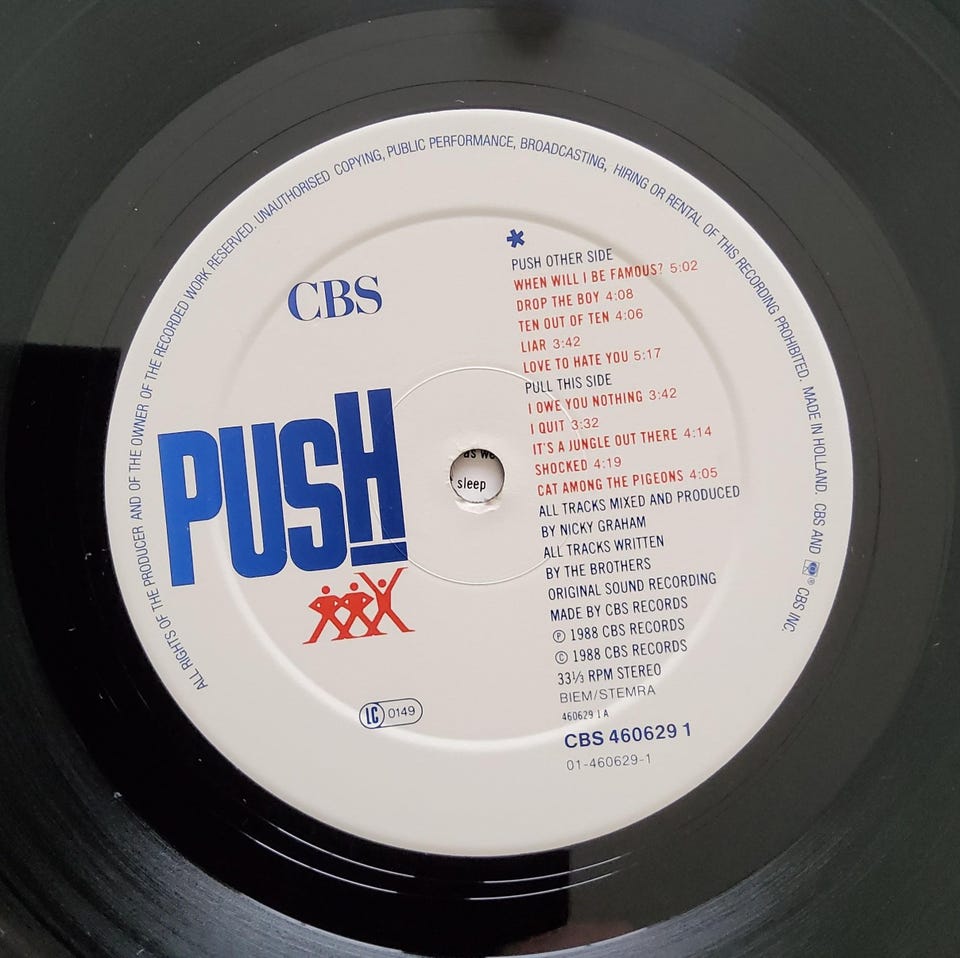 ALL RIGHTS OF THE PRODUCER AND OF THE OWNER OF THE RECORDED WORK RESERVED. UNAUTHORISED COPYING, PUBLIC PERFORMANCE, BROADCASTING, HIRING OR RENTAL OF THIS RECORDING PROHIBITED. MADE IN HOLLAND. CBS AND ® CBS INC.
CBS
PUSH
LC 0149
*
PUSH OTHER SIDE
WHEN WILL I BE FAMOUS? 5:02
DROP THE BOY 4:08
TEN OUT OF TEN 4:06
LIAR 3:42
LOVE TO HATE YOU 5:17
PULL THIS SIDE
I OWE YOU NOTHING 3:42
I QUIT 3:32
IT'S A JUNGLE OUT THERE 4:14
SHOCKED 4:19
CAT AMONG THE PIGEONS 4:05
ALL TRACKS MIXED AND PRODUCED
BY NICKY GRAHAM
ALL TRACKS WRITTEN
BY THE BROTHERS
ORIGINAL SOUND RECORDING
MADE BY CBS RECORDS
℗ 1988 CBS RECORDS
© 1988 CBS RECORDS
33⅓ RPM STEREO
BIEM/STEMRA
460629 1 A
CBS 460629 1
01-460629-1
sleep